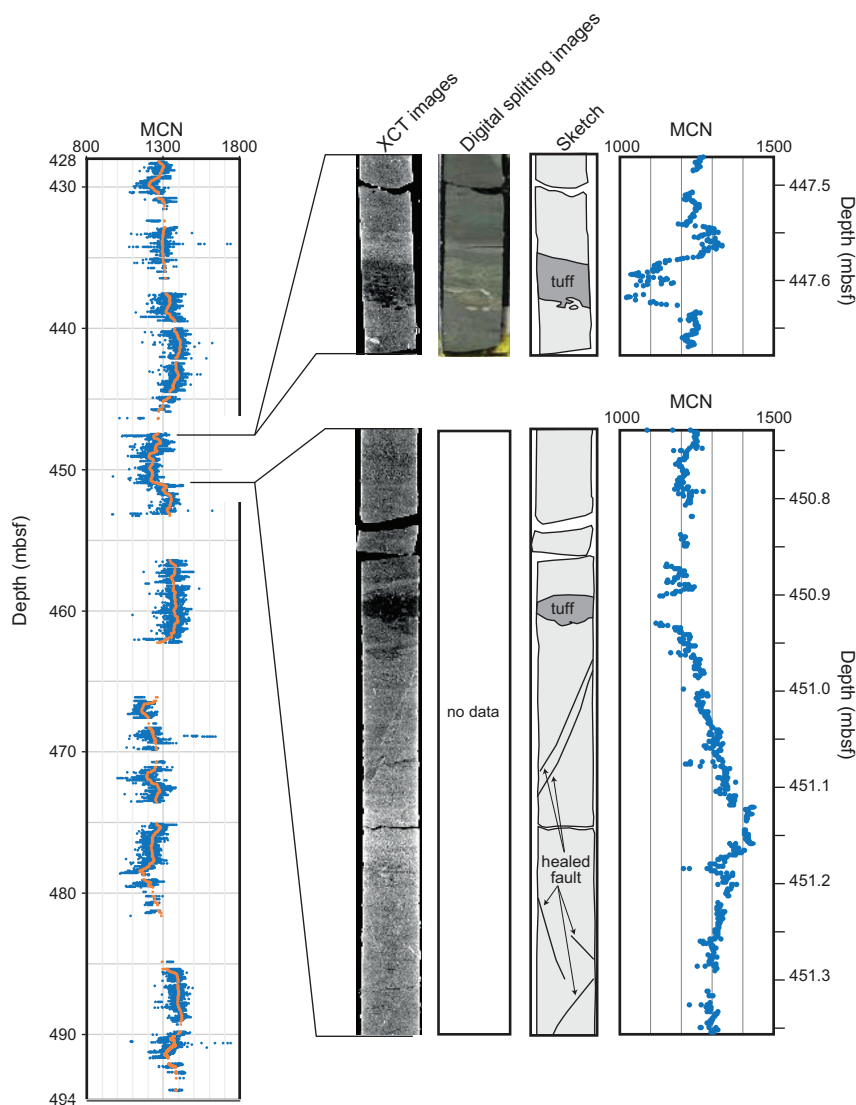 XCT images
Digital splitting images
Sketch
MCN
800 1300 1800
MCN
1000 1500
428
430
440
450
460
470
480
490
494
Depth (mbsf)
tuff
447.5
447.6
Depth (mbsf)
MCN
1000 1500
no data
tuff
healed
fault
450.8
450.9
451.0
451.1
451.2
451.3
Depth (mbsf)